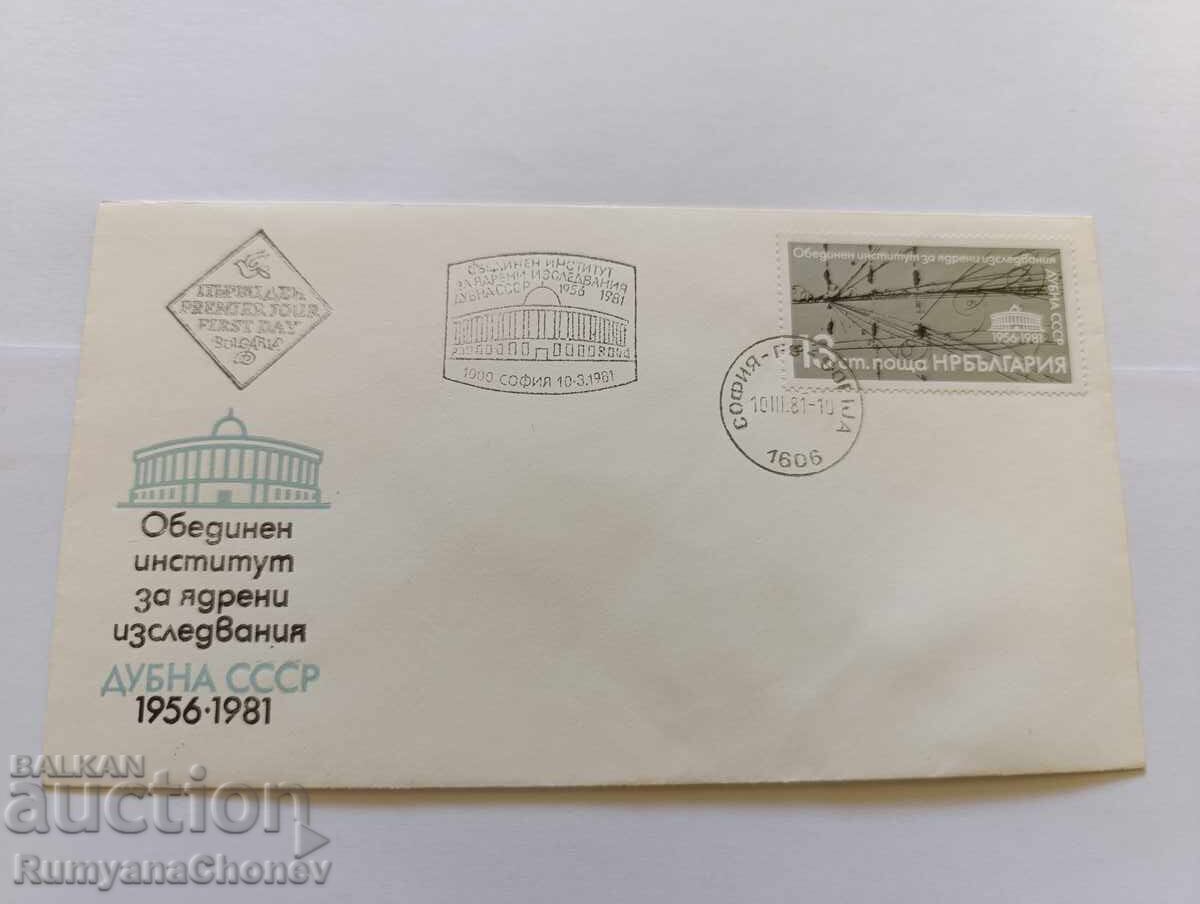 ПЪРВИ ДЕН
PREMIER JOUR
FIRST DAY
BULGARIA
ОБЕДИНЕН ИНСТИТУТ
ЗА ЯДРЕНИ ИЗСЛЕДВАНИЯ
ДУБНА СССР 1956 1981
1000 СОФИЯ 10.3.1981
Обединен институт за ядрени изследвания
ДУБНА СССР
1956·1981
13 ст. поща НРБЪЛГАРИЯ
СОФИЯ
10III.81-10
1606
Обединен
институт
за ядрени
изследвания
ДУБНА СССР
1956·1981
BALKAN
auction
RumyanaChonev